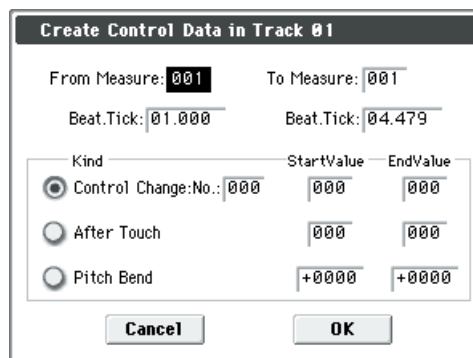 Create Control Data in Track 01
From Measure: 001 To Measure: 001
Beat.Tick: 01.000 Beat.Tick: 04.479
Kind StartValue EndValue
Control Change:No.: 000 000 000
After Touch 000 000
Pitch Bend +0000 +0000
Cancel OK